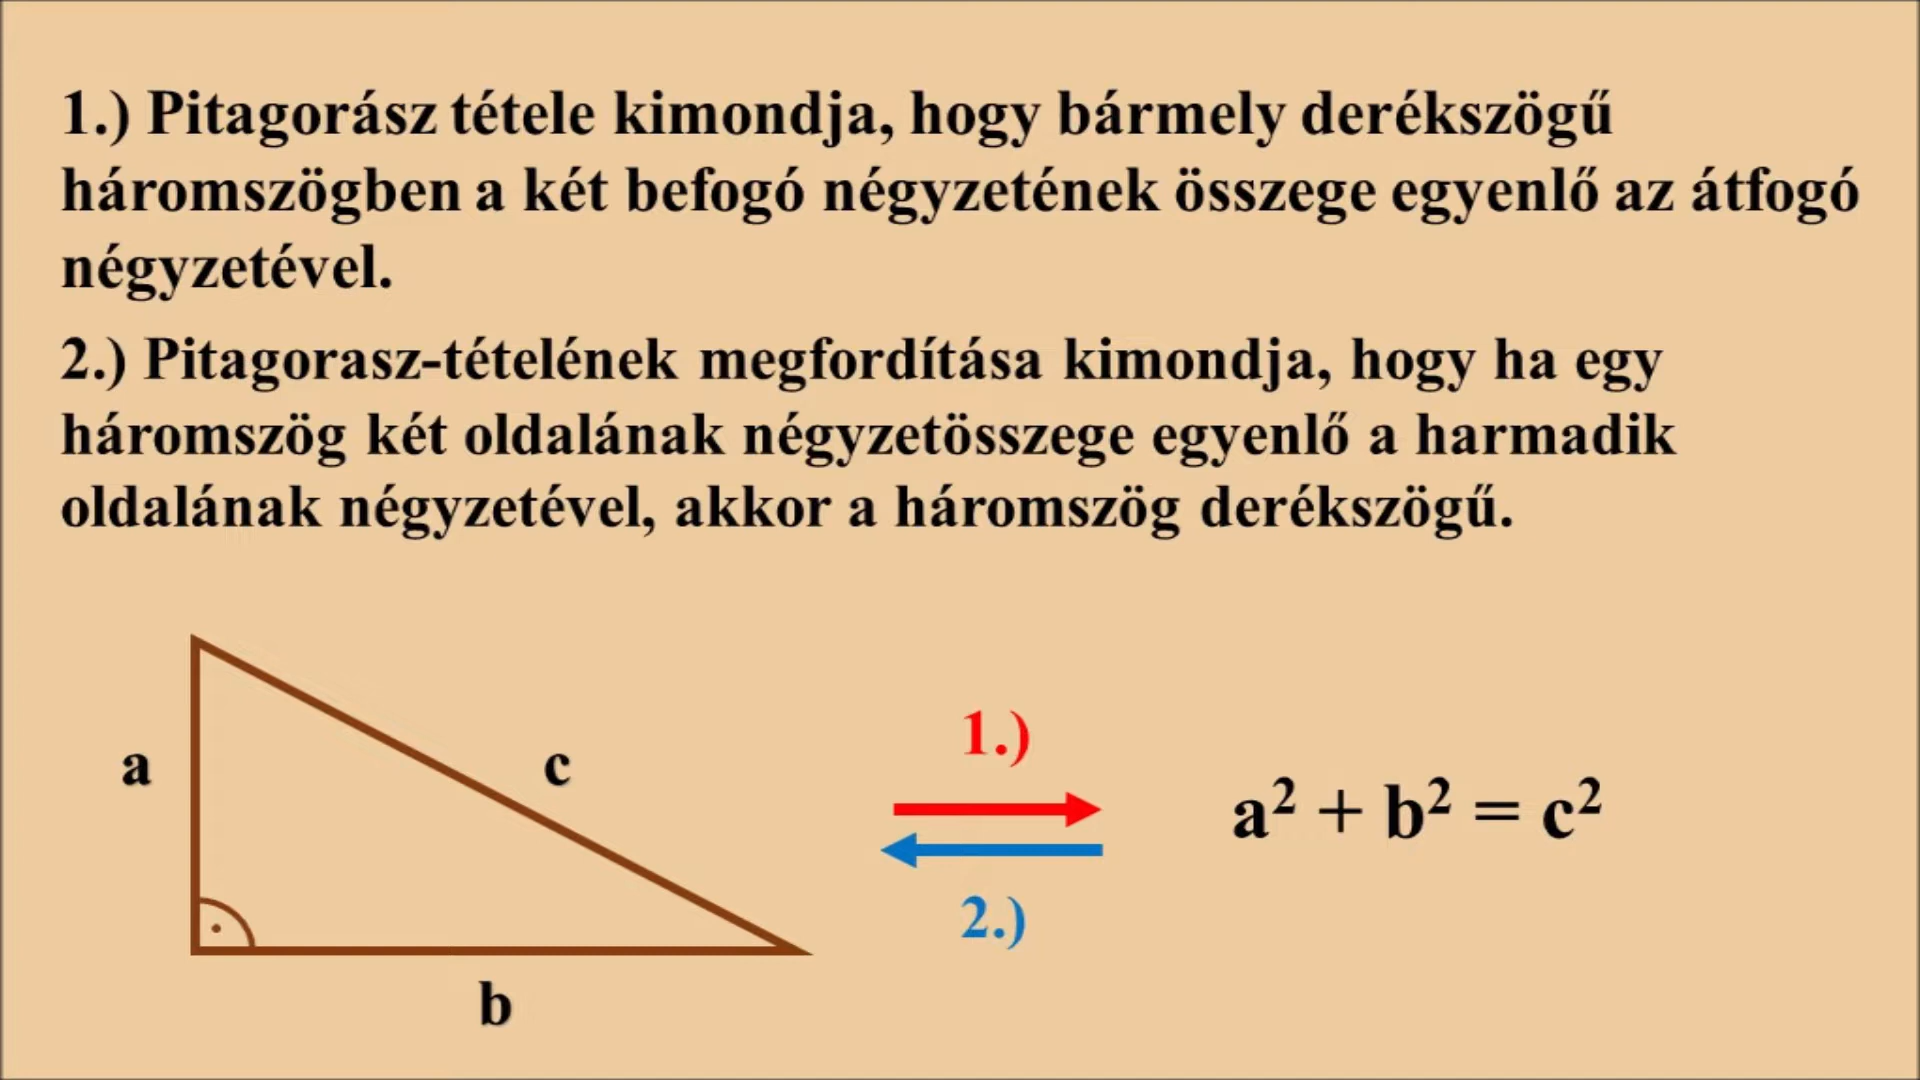 1.) Pitagorász tétele kimondja, hogy bármely derékszögű
háromszögben a két befogó négyzetének összege egyenlő az átfogó
négyzetével.
2.) Pitagorasz-tételének megfordítása kimondja, hogy ha egy
háromszög két oldalának négyzetösszege egyenlő a harmadik
oldalának négyzetével, akkor a háromszög derékszögű.
a
c
b
1.)
2.)
a² + b² = c²